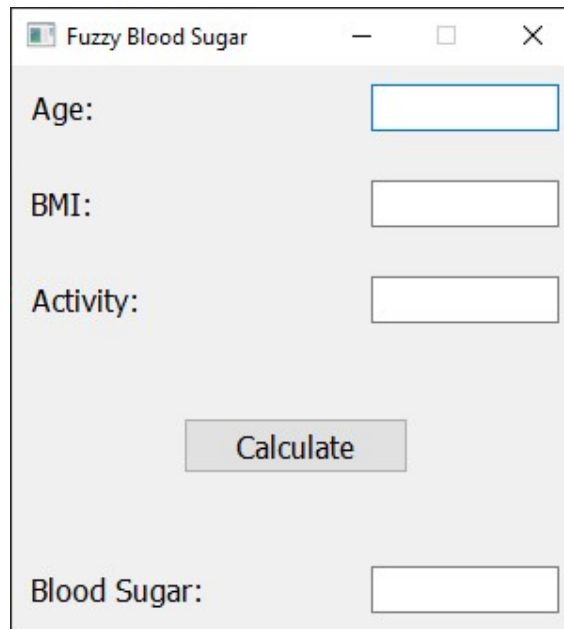 Fuzzy Blood Sugar
Age:
BMI:
Activity:
Calculate
Blood Sugar: